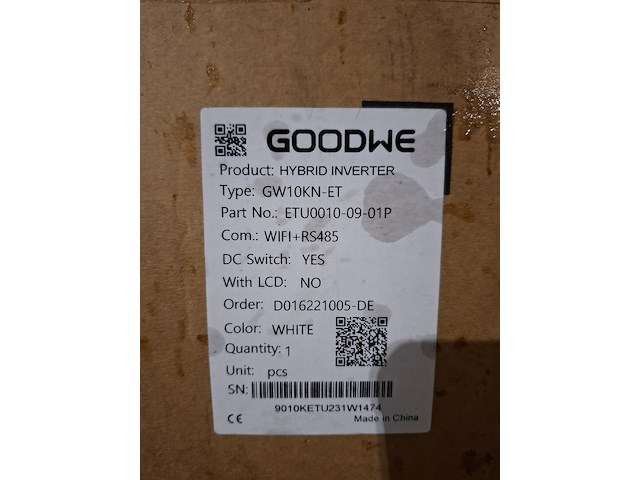 GOODWE
Product: HYBRID INVERTER
Type: GW10KN-ET
Part No.: ETU0010-09-01P
Com.: WIFI+RS485
DC Switch: YES
With LCD: NO
Order: D016221005-DE
Color: WHITE
Quantity: 1
Unit: pcs
SN:
9010KETU231W1474
CE Made in China